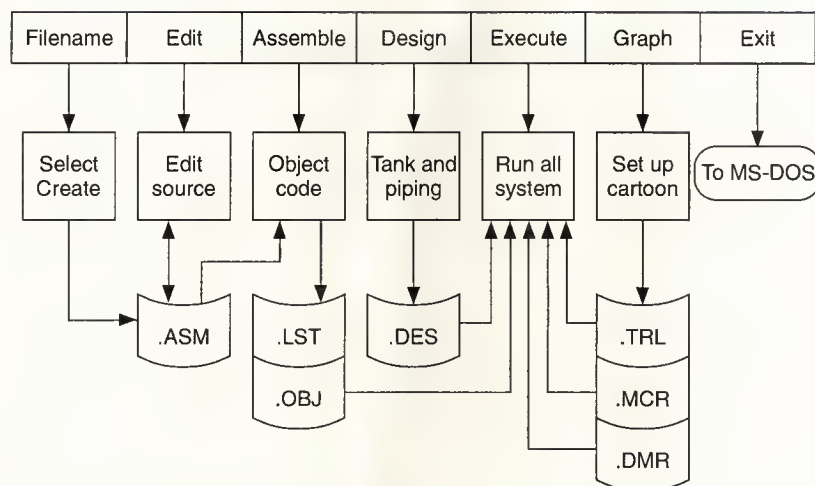 Filename Edit Assemble Design Execute Graph Exit
Select
Create
Edit
source
Object
code
Tank and
piping
Run all
system
Set up
cartoon
To MS-DOS
.ASM
.LST
.DES
.TRL
.OBJ
.MCR
.DMR